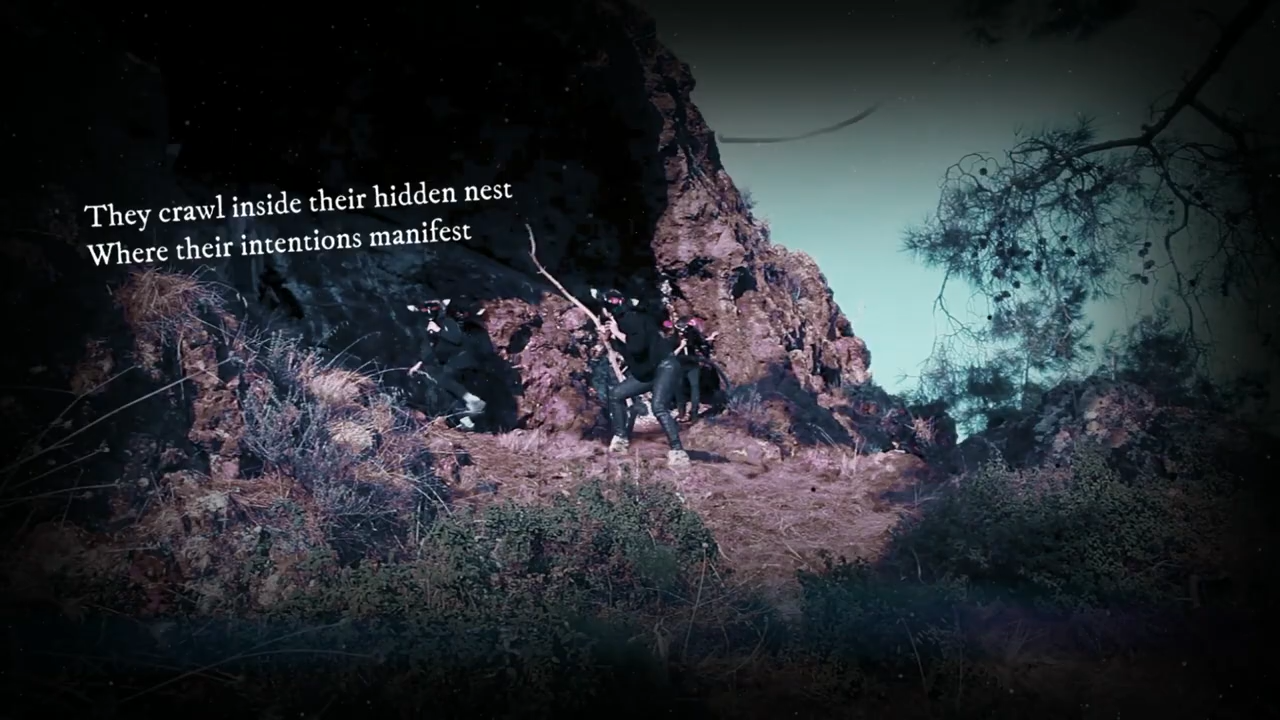 They crawl inside their hidden nest
Where their intentions manifest